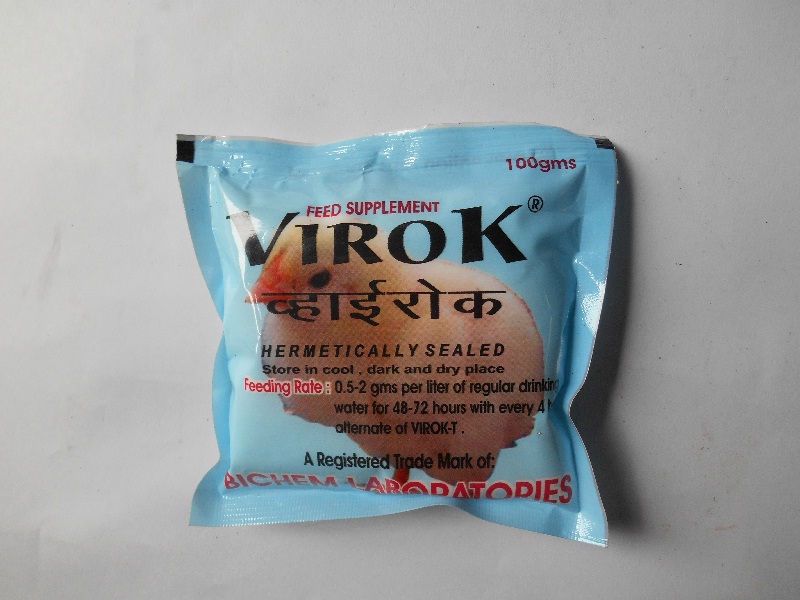 100gms
FEED SUPPLEMENT
VIROK®
व्हाईरोक
HERMETICALLY SEALED
Store in cool , dark and dry place
Feeding Rate : 0.5-2 gms per liter of regular drinking
water for 48-72 hours with every 4
alternate of VIROK-T .
A Registered Trade Mark of:
BICHEM LABORATORIES